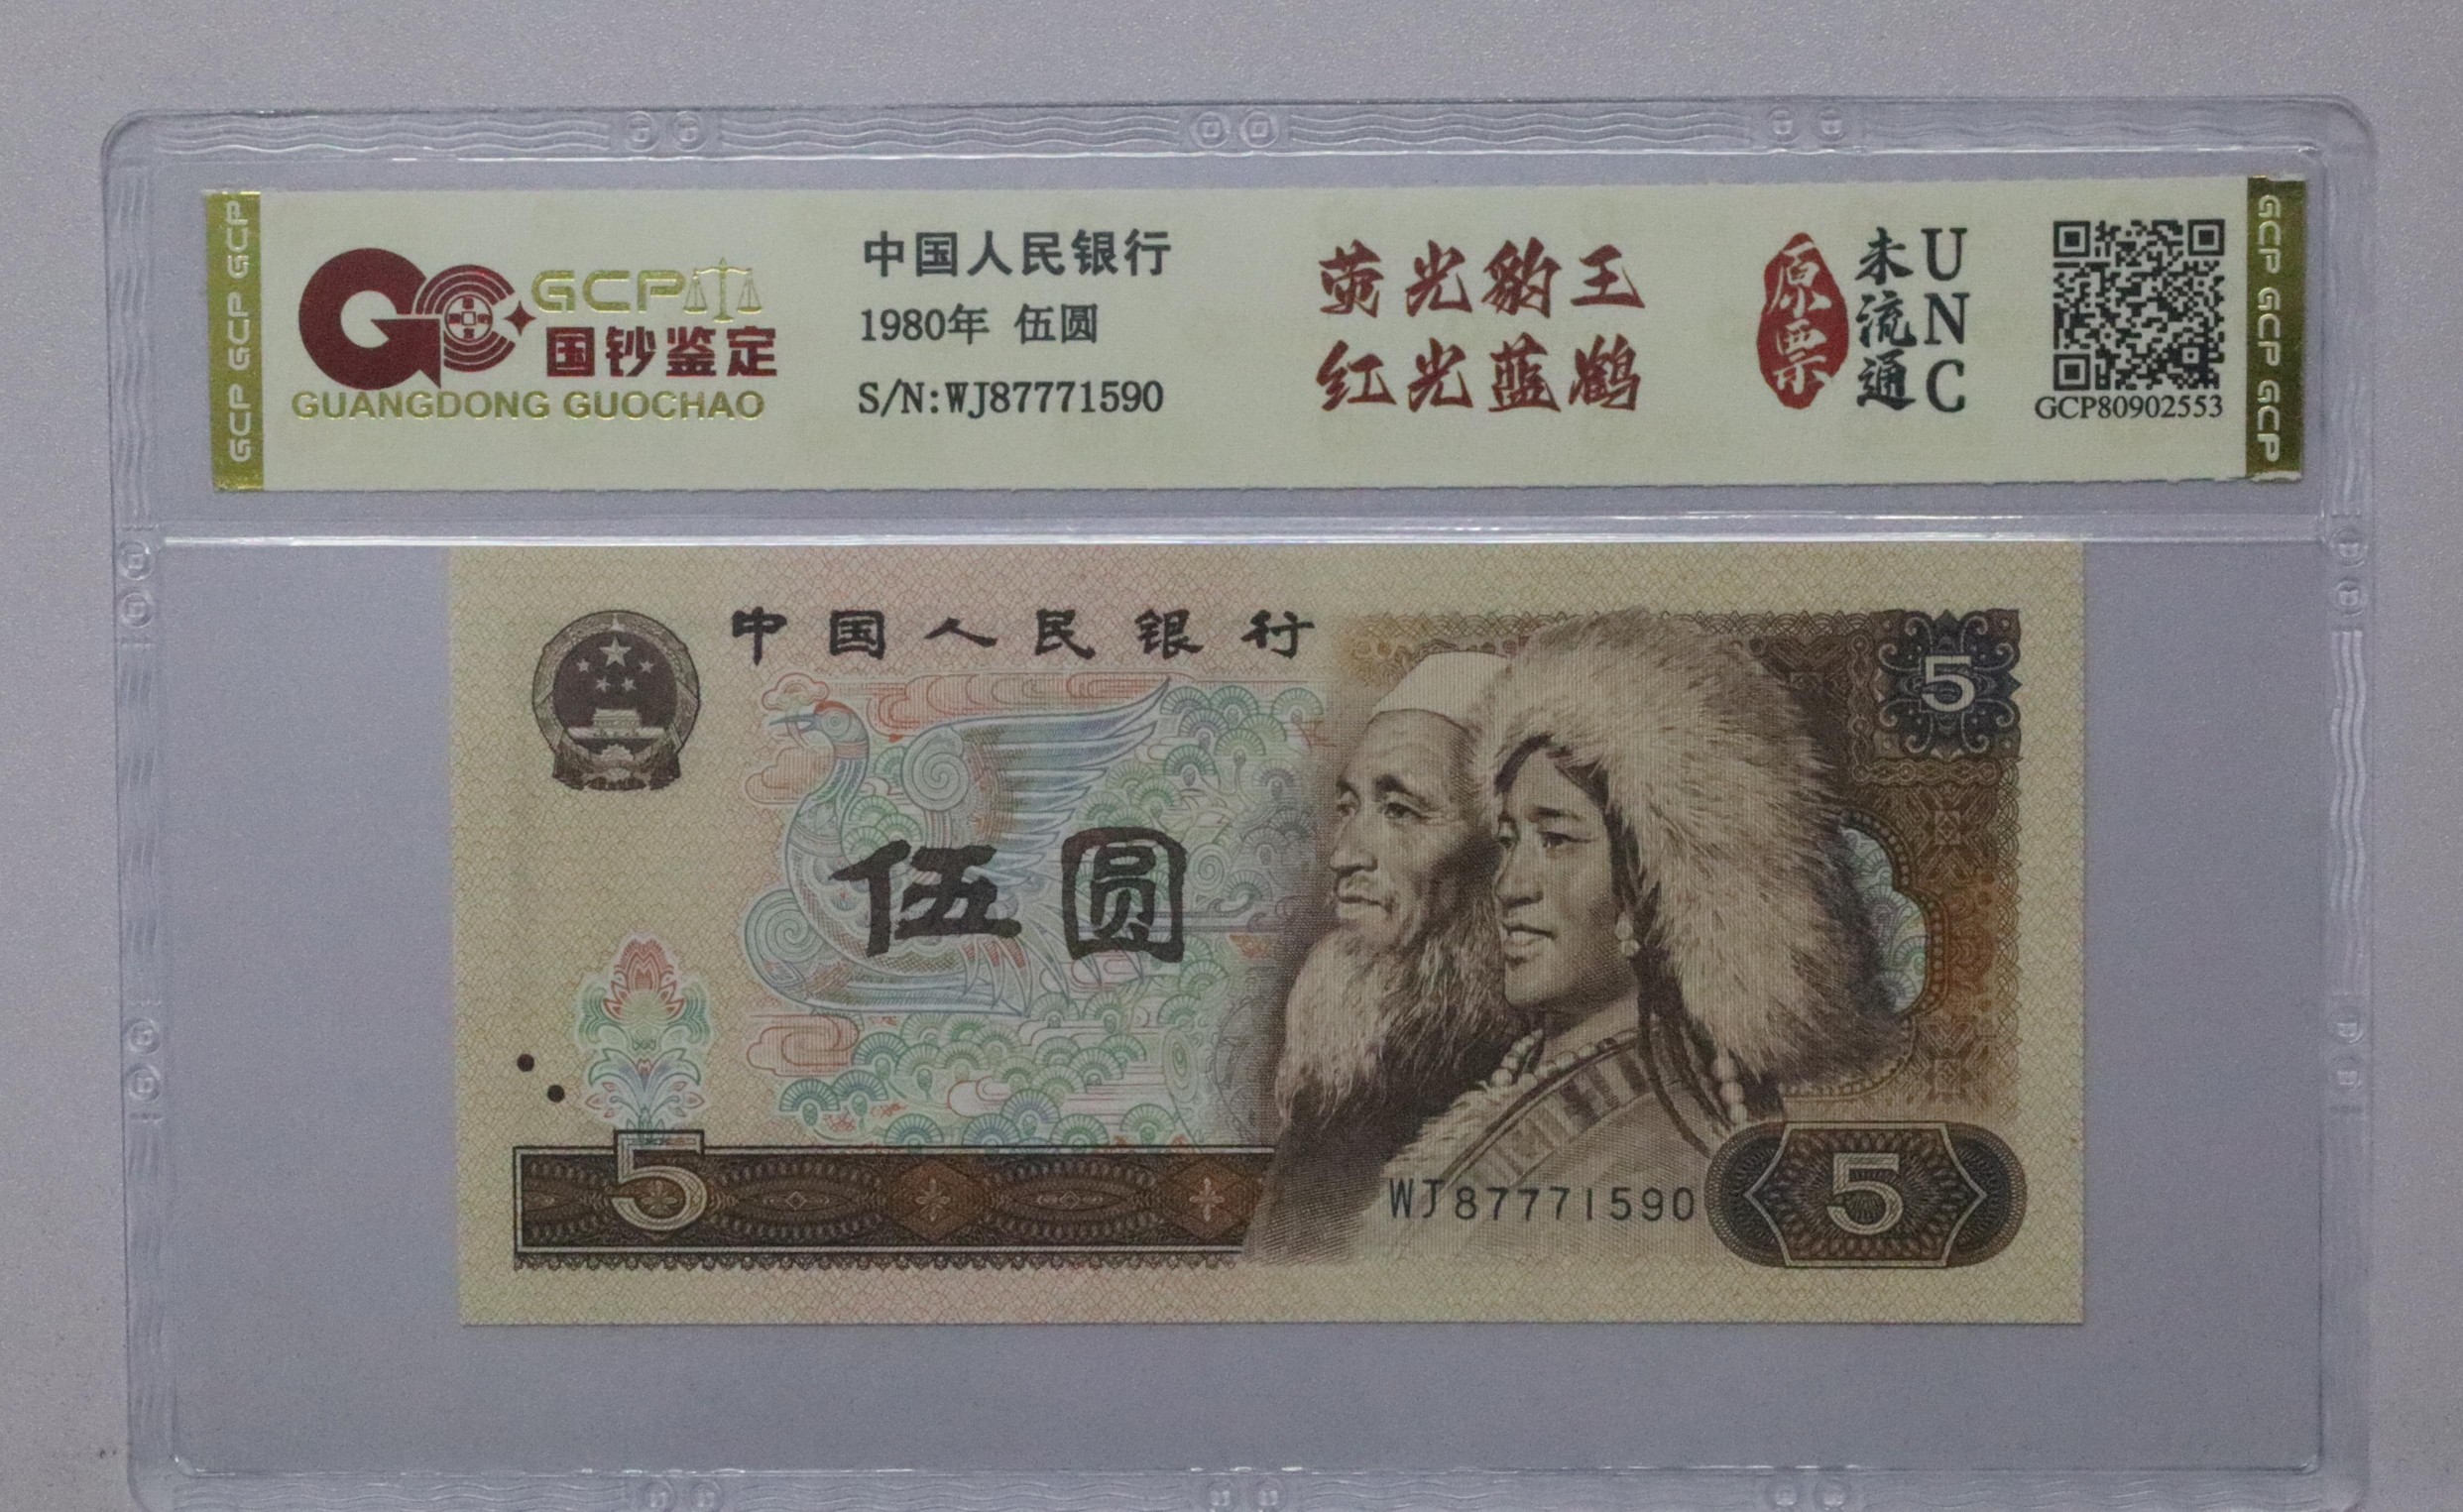 GCP GCP GCP
GCP
国钞鉴定
GUANGDONG GUOCHAO
中国人民银行
1980年 伍圆
S/N:WJ87771590
荧光豹王
红光蓝鹤
原票
未流通
UNC
GCP80902553
GCP GCP GCP
中国人民银行
5
伍圆
5
WJ87771590
5